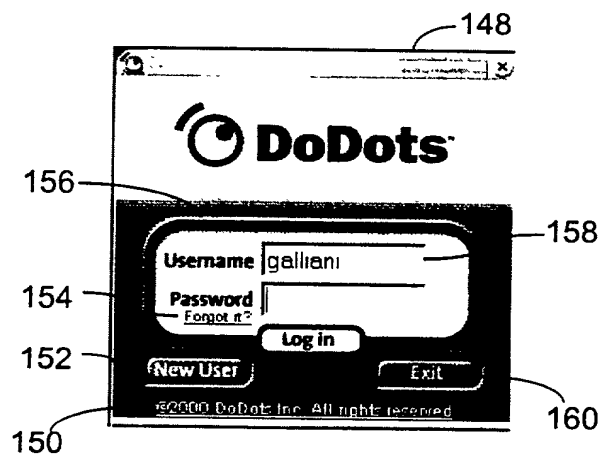 148
DoDots
156
158
Username galliani
154
Password
Forgot it?
Log in
152
New User Exit
160
©2000 DoDots Inc. All rights reserved
150